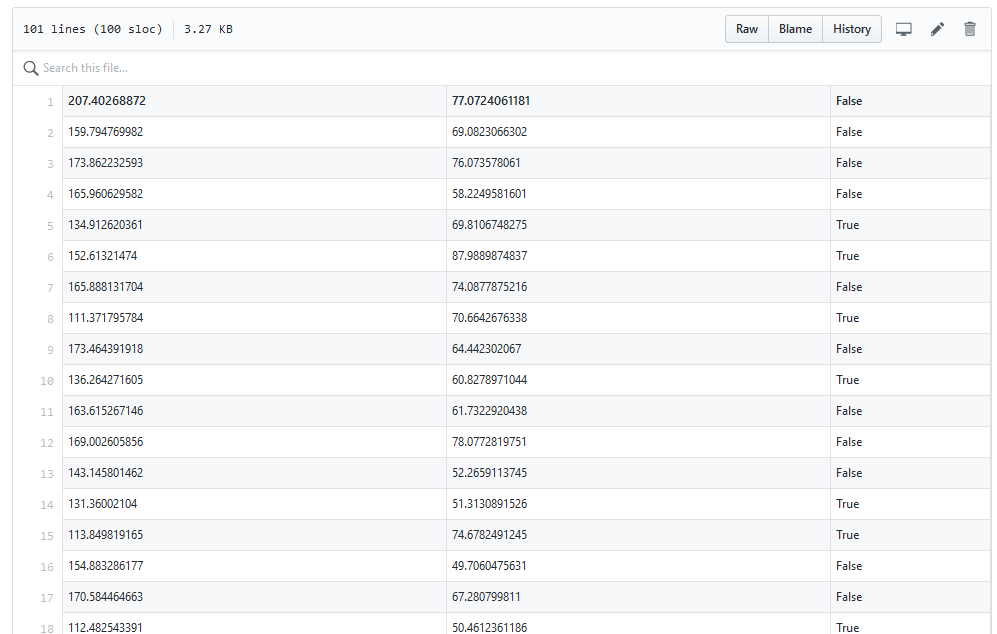 101 lines (100 sloc) 3.27 KB Raw Blame History
Search this file...
1 207.40268872 77.0724061181 False
2 159.794769982 69.0823066302 False
3 173.862232593 76.073578061 False
4 165.960629582 58.2249581601 False
5 134.912620361 69.8106748275 True
6 152.61321474 87.9889874837 True
7 165.888131704 74.0877875216 False
8 111.371795784 70.6642676338 True
9 173.464391918 64.442302067 False
10 136.264271605 60.8278971044 True
11 163.615267146 61.7322920438 False
12 169.002605856 78.0772819751 False
13 143.145801462 52.2659113745 False
14 131.36002104 51.3130891526 True
15 113.849819165 74.6782491245 True
16 154.883286177 49.7060475631 False
17 170.584464663 67.280799811 False
18 112.482543391 50.4612361186 True